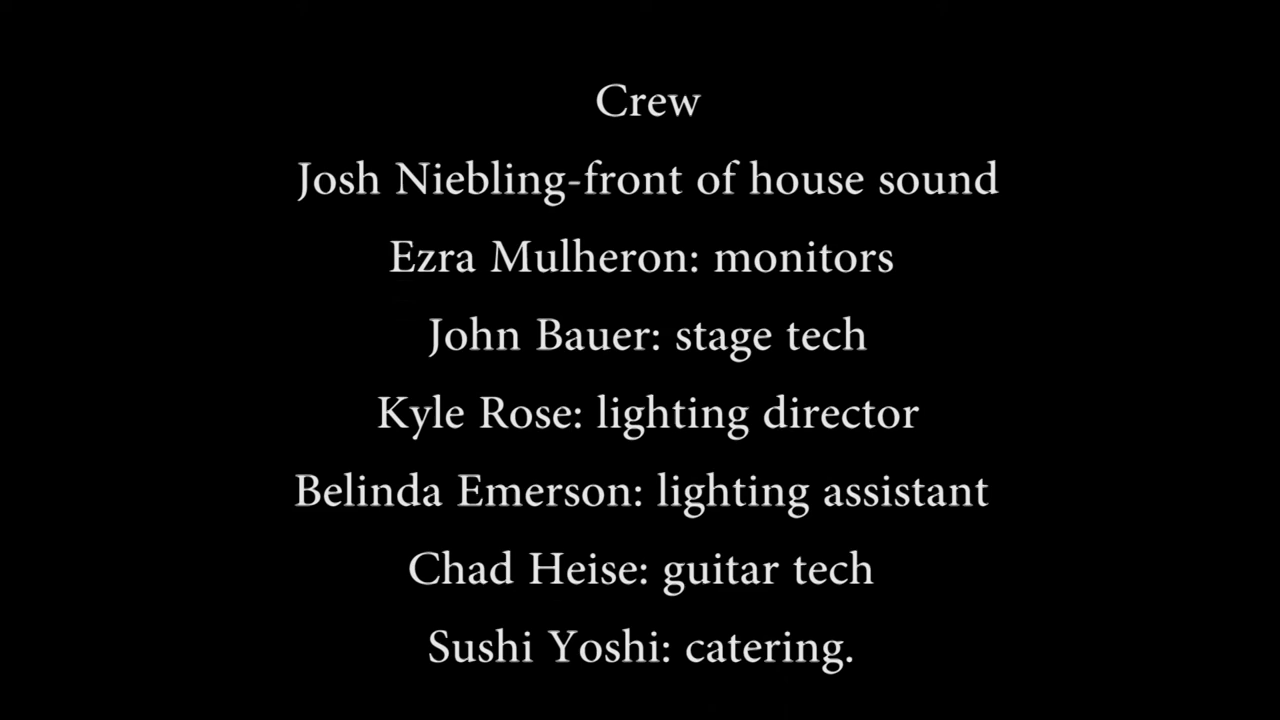 Crew
Josh Niebling-front of house sound
Ezra Mulheron: monitors
John Bauer: stage tech
Kyle Rose: lighting director
Belinda Emerson: lighting assistant
Chad Heise: guitar tech
Sushi Yoshi: catering.